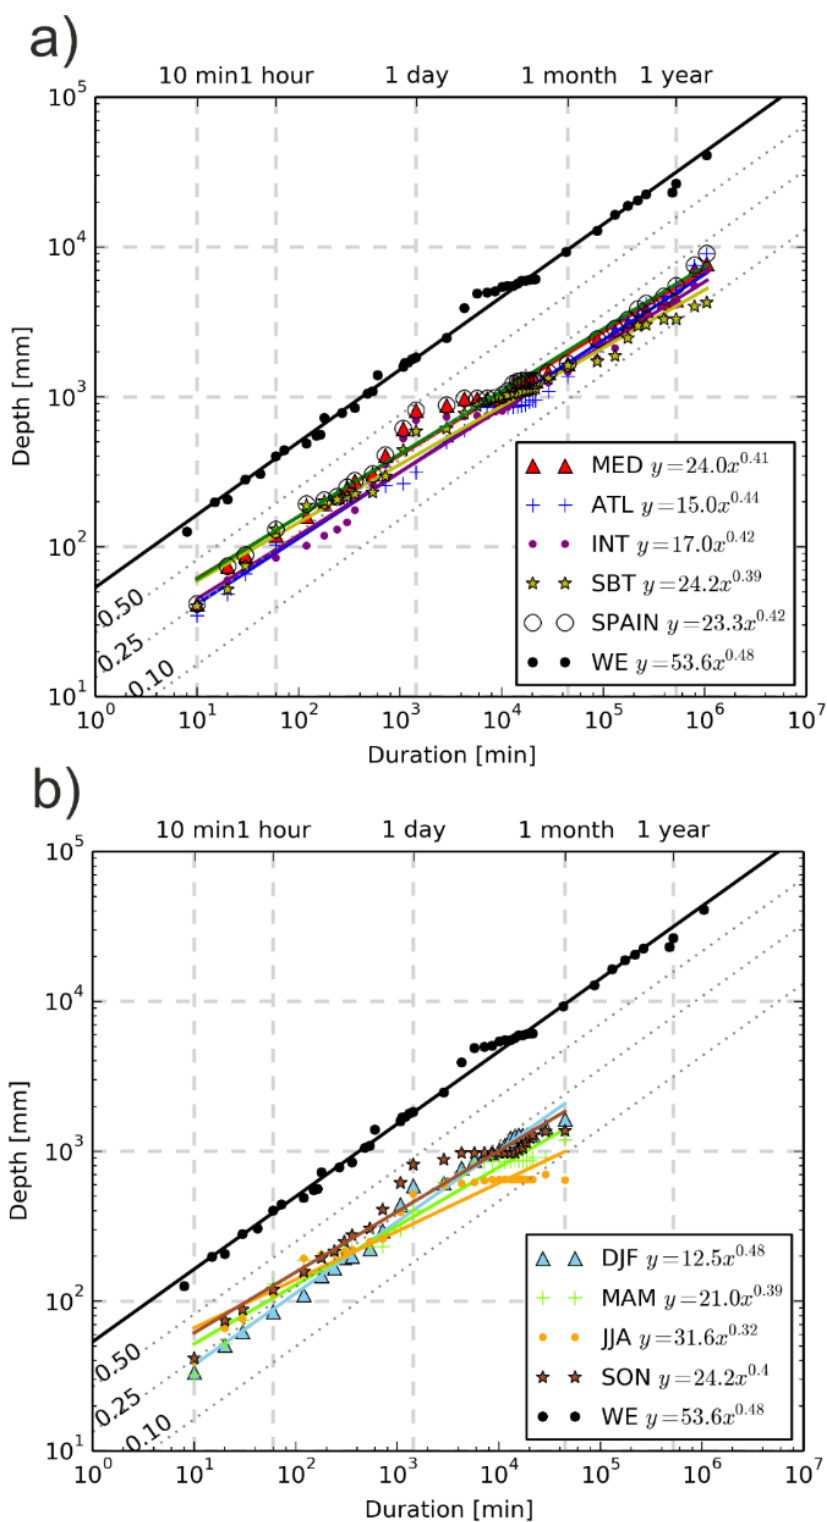 a)
10 min 1 hour 1 day 1 month 1 year
10^5
10^4
10^3
10^2
10^1
Depth [mm]
0.50
0.25
0.10
MED y=24.0x^0.41
ATL y=15.0x^0.44
INT y=17.0x^0.42
SBT y=24.2x^0.39
SPAIN y=23.3x^0.42
WE y=53.6x^0.48
10^0 10^1 10^2 10^3 10^4 10^5 10^6 10^7
Duration [min]
b)
10 min 1 hour 1 day 1 month 1 year
10^5
10^4
10^3
10^2
10^1
Depth [mm]
0.50
0.25
0.10
DJF y=12.5x^0.48
MAM y=21.0x^0.39
JJA y=31.6x^0.32
SON y=24.2x^0.4
WE y=53.6x^0.48
10^0 10^1 10^2 10^3 10^4 10^5 10^6 10^7
Duration [min]